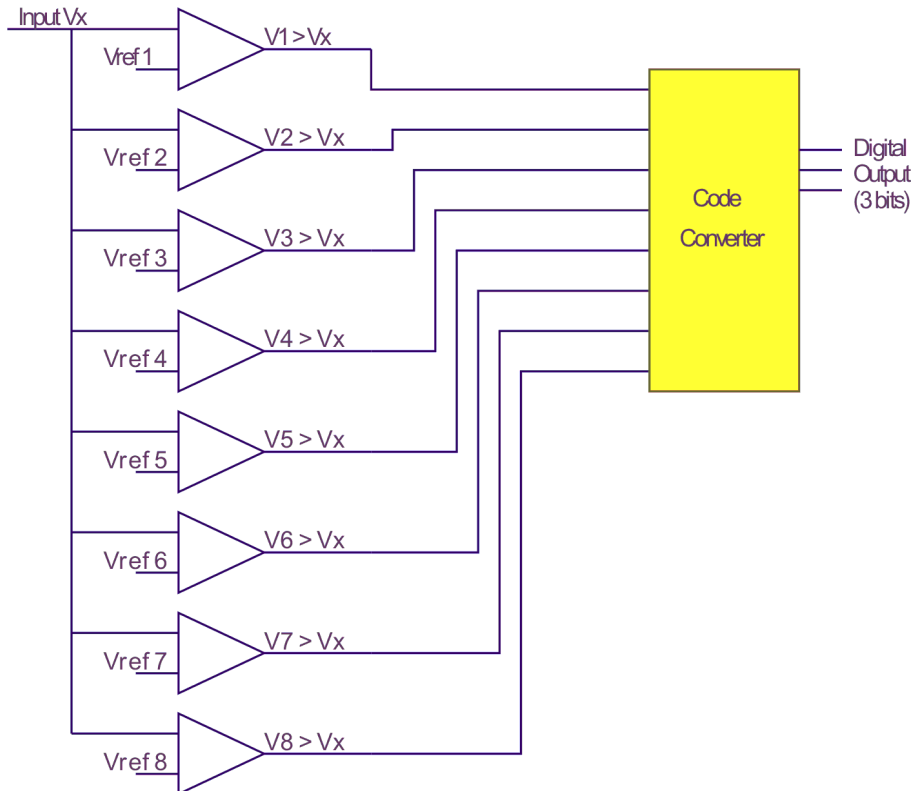 Input Vx
Vref 1
V1 >Vx
Vref 2
V2 > Vx
Vref 3
V3 > Vx
Vref 4
V4 > Vx
Vref 5
V5 > Vx
Vref 6
V6 > Vx
Vref 7
V7 > Vx
Vref 8
V8 > Vx
Code
Converter
Digital
Output
(3 bits)